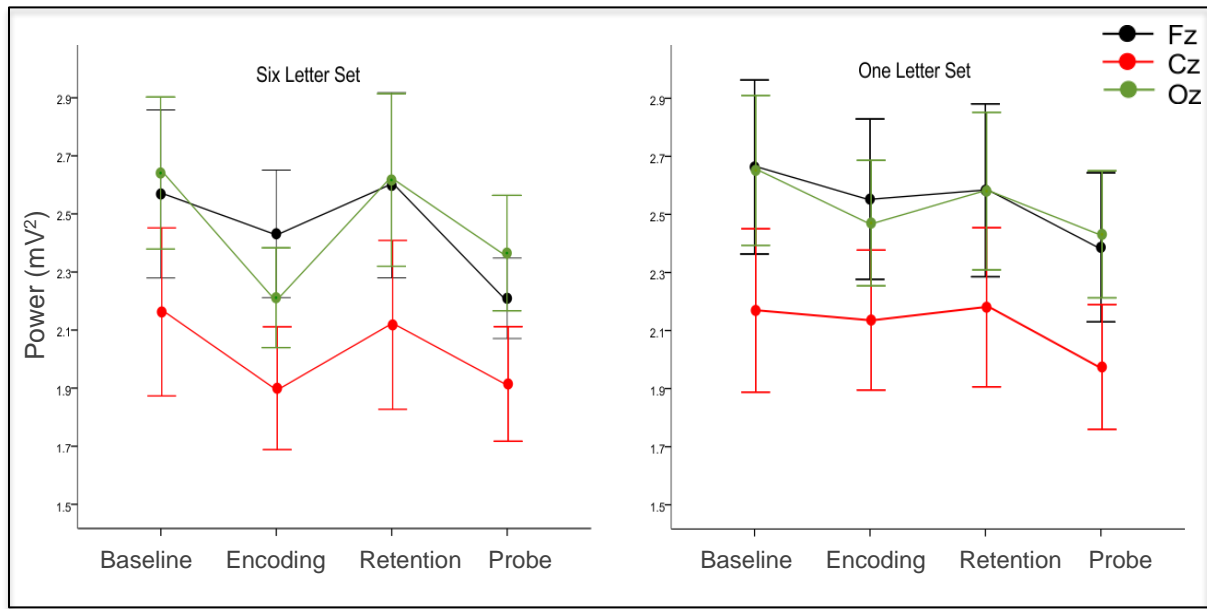 Six Letter Set
One Letter Set
Fz
Cz
Oz
Power (mV²)
2.9
2.7
2.5
2.3
2.1
1.9
1.7
1.5
2.9
2.7
2.5
2.3
2.1
1.9
1.7
1.5
Baseline Encoding Retention Probe
Baseline Encoding Retention Probe